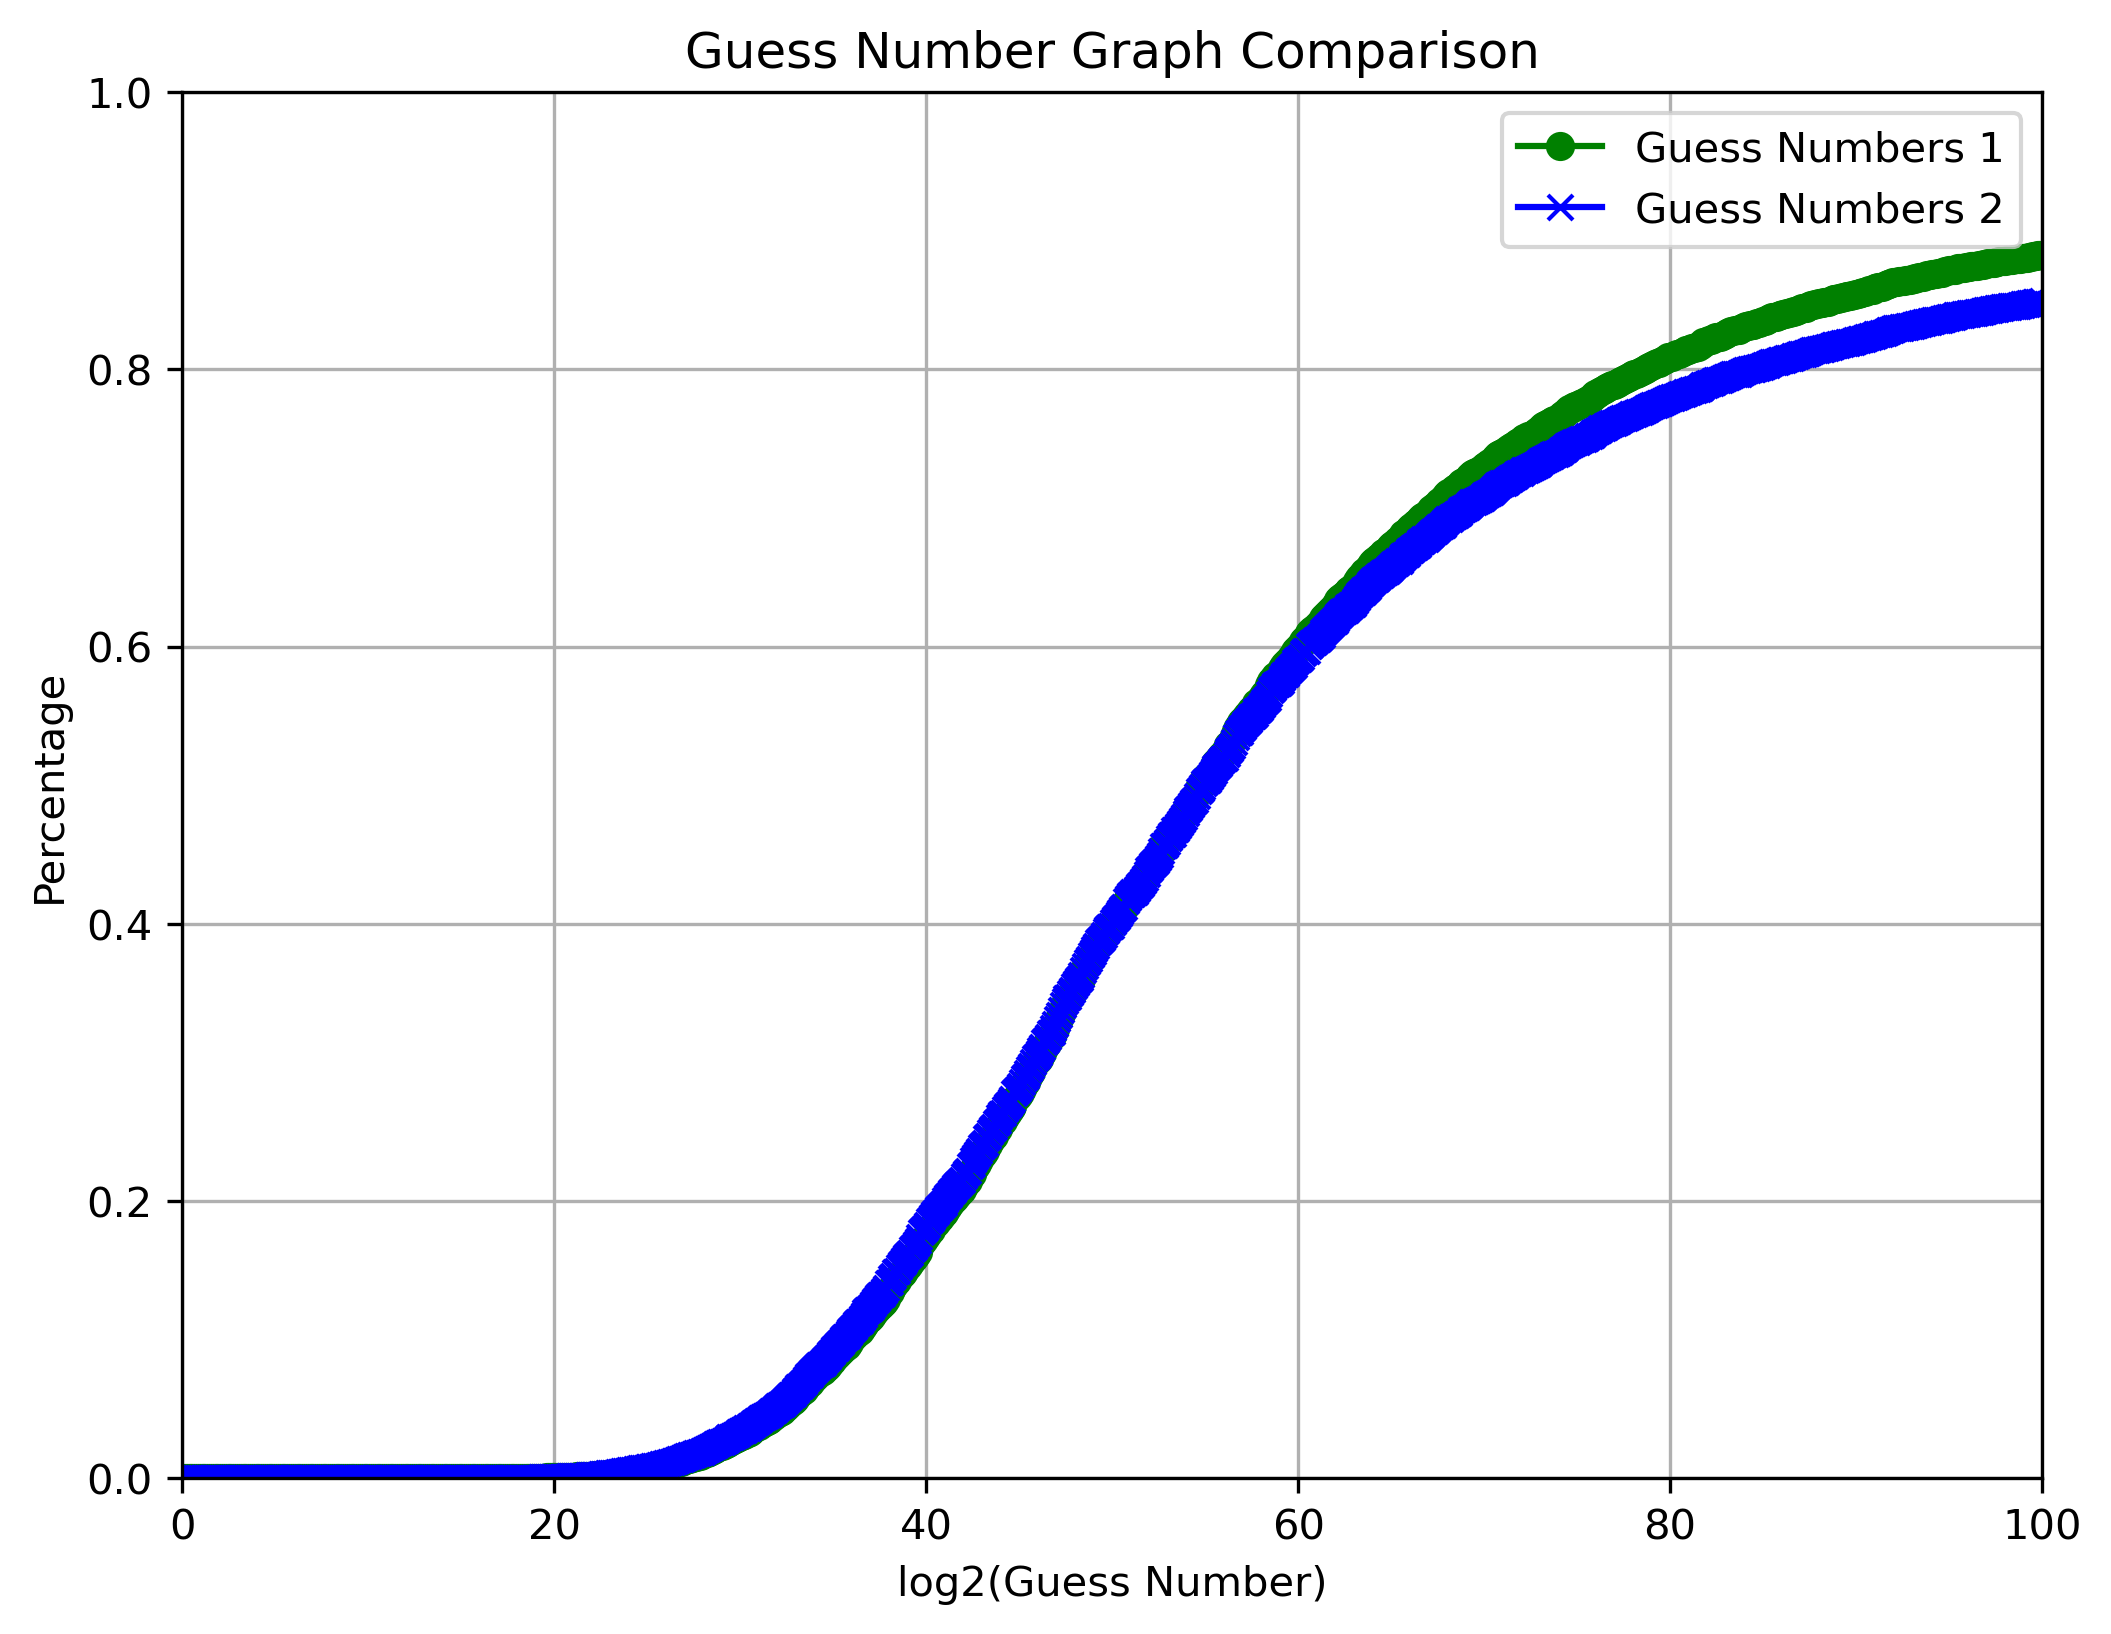 Guess Number Graph Comparison
1.0
Guess Numbers 1
Guess Numbers 2
0.8
0.6
Percentage
0.4
0.2
0.0
0 20 40 60 80 100
log2(Guess Number)